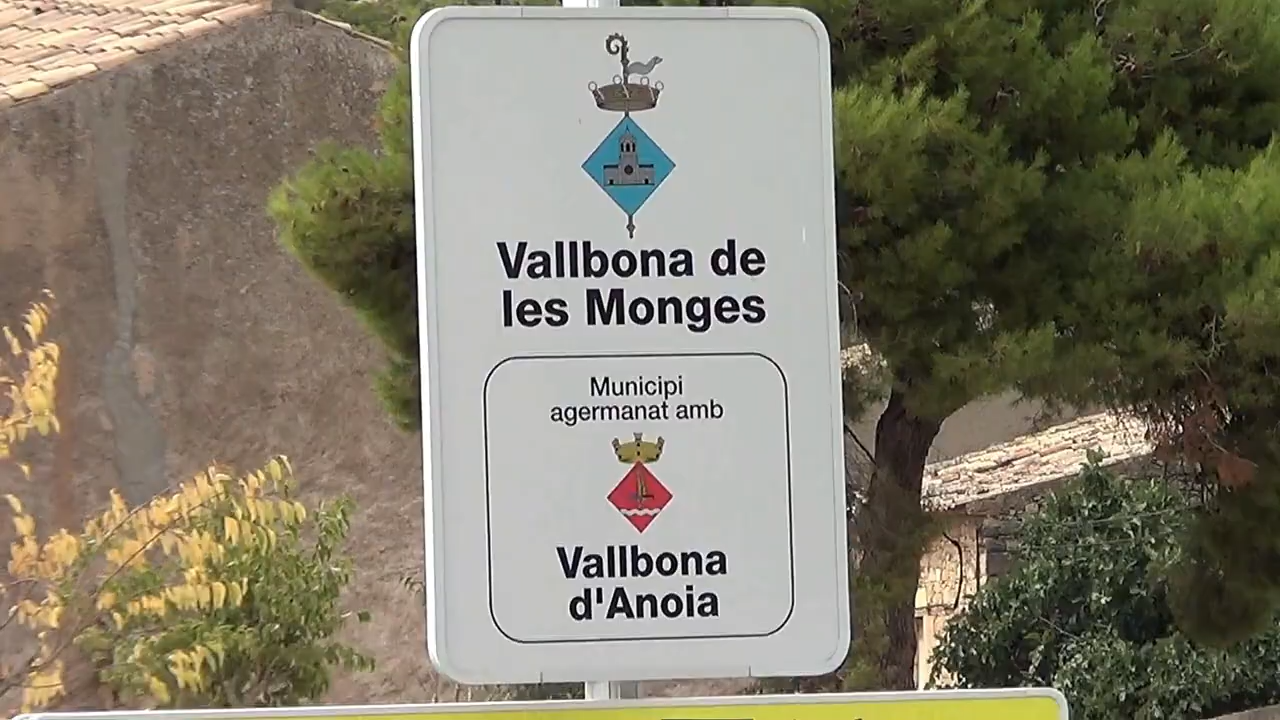 Vallbona de
les Monges
Municipi
agermanat amb
Vallbona
d'Anoia